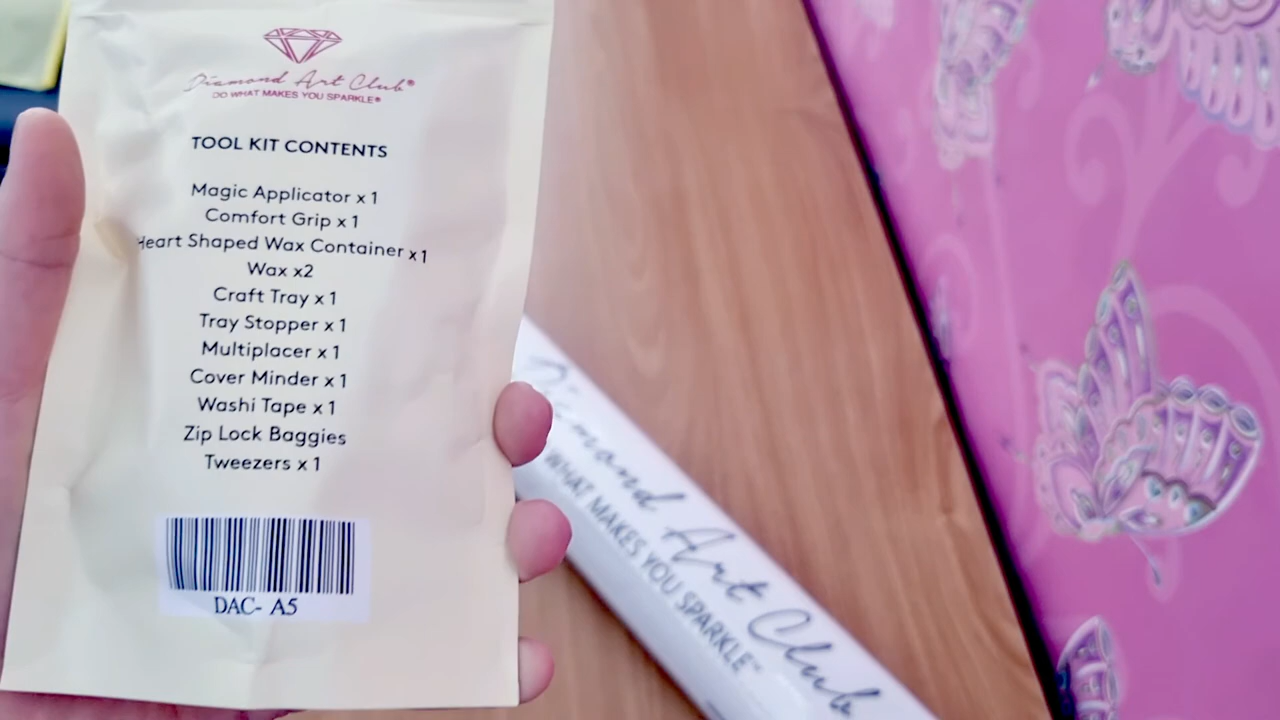 Diamond Art Club®
DO WHAT MAKES YOU SPARKLE®
TOOL KIT CONTENTS
Magic Applicator x 1
Comfort Grip x 1
Heart Shaped Wax Container x1
Wax x2
Craft Tray x 1
Tray Stopper x 1
Multiplacer x 1
Cover Minder x 1
Washi Tape x 1
Zip Lock Baggies
Tweezers x 1
DAC- A5
Diamond Art Club
WHAT MAKES YOU SPARKLE™